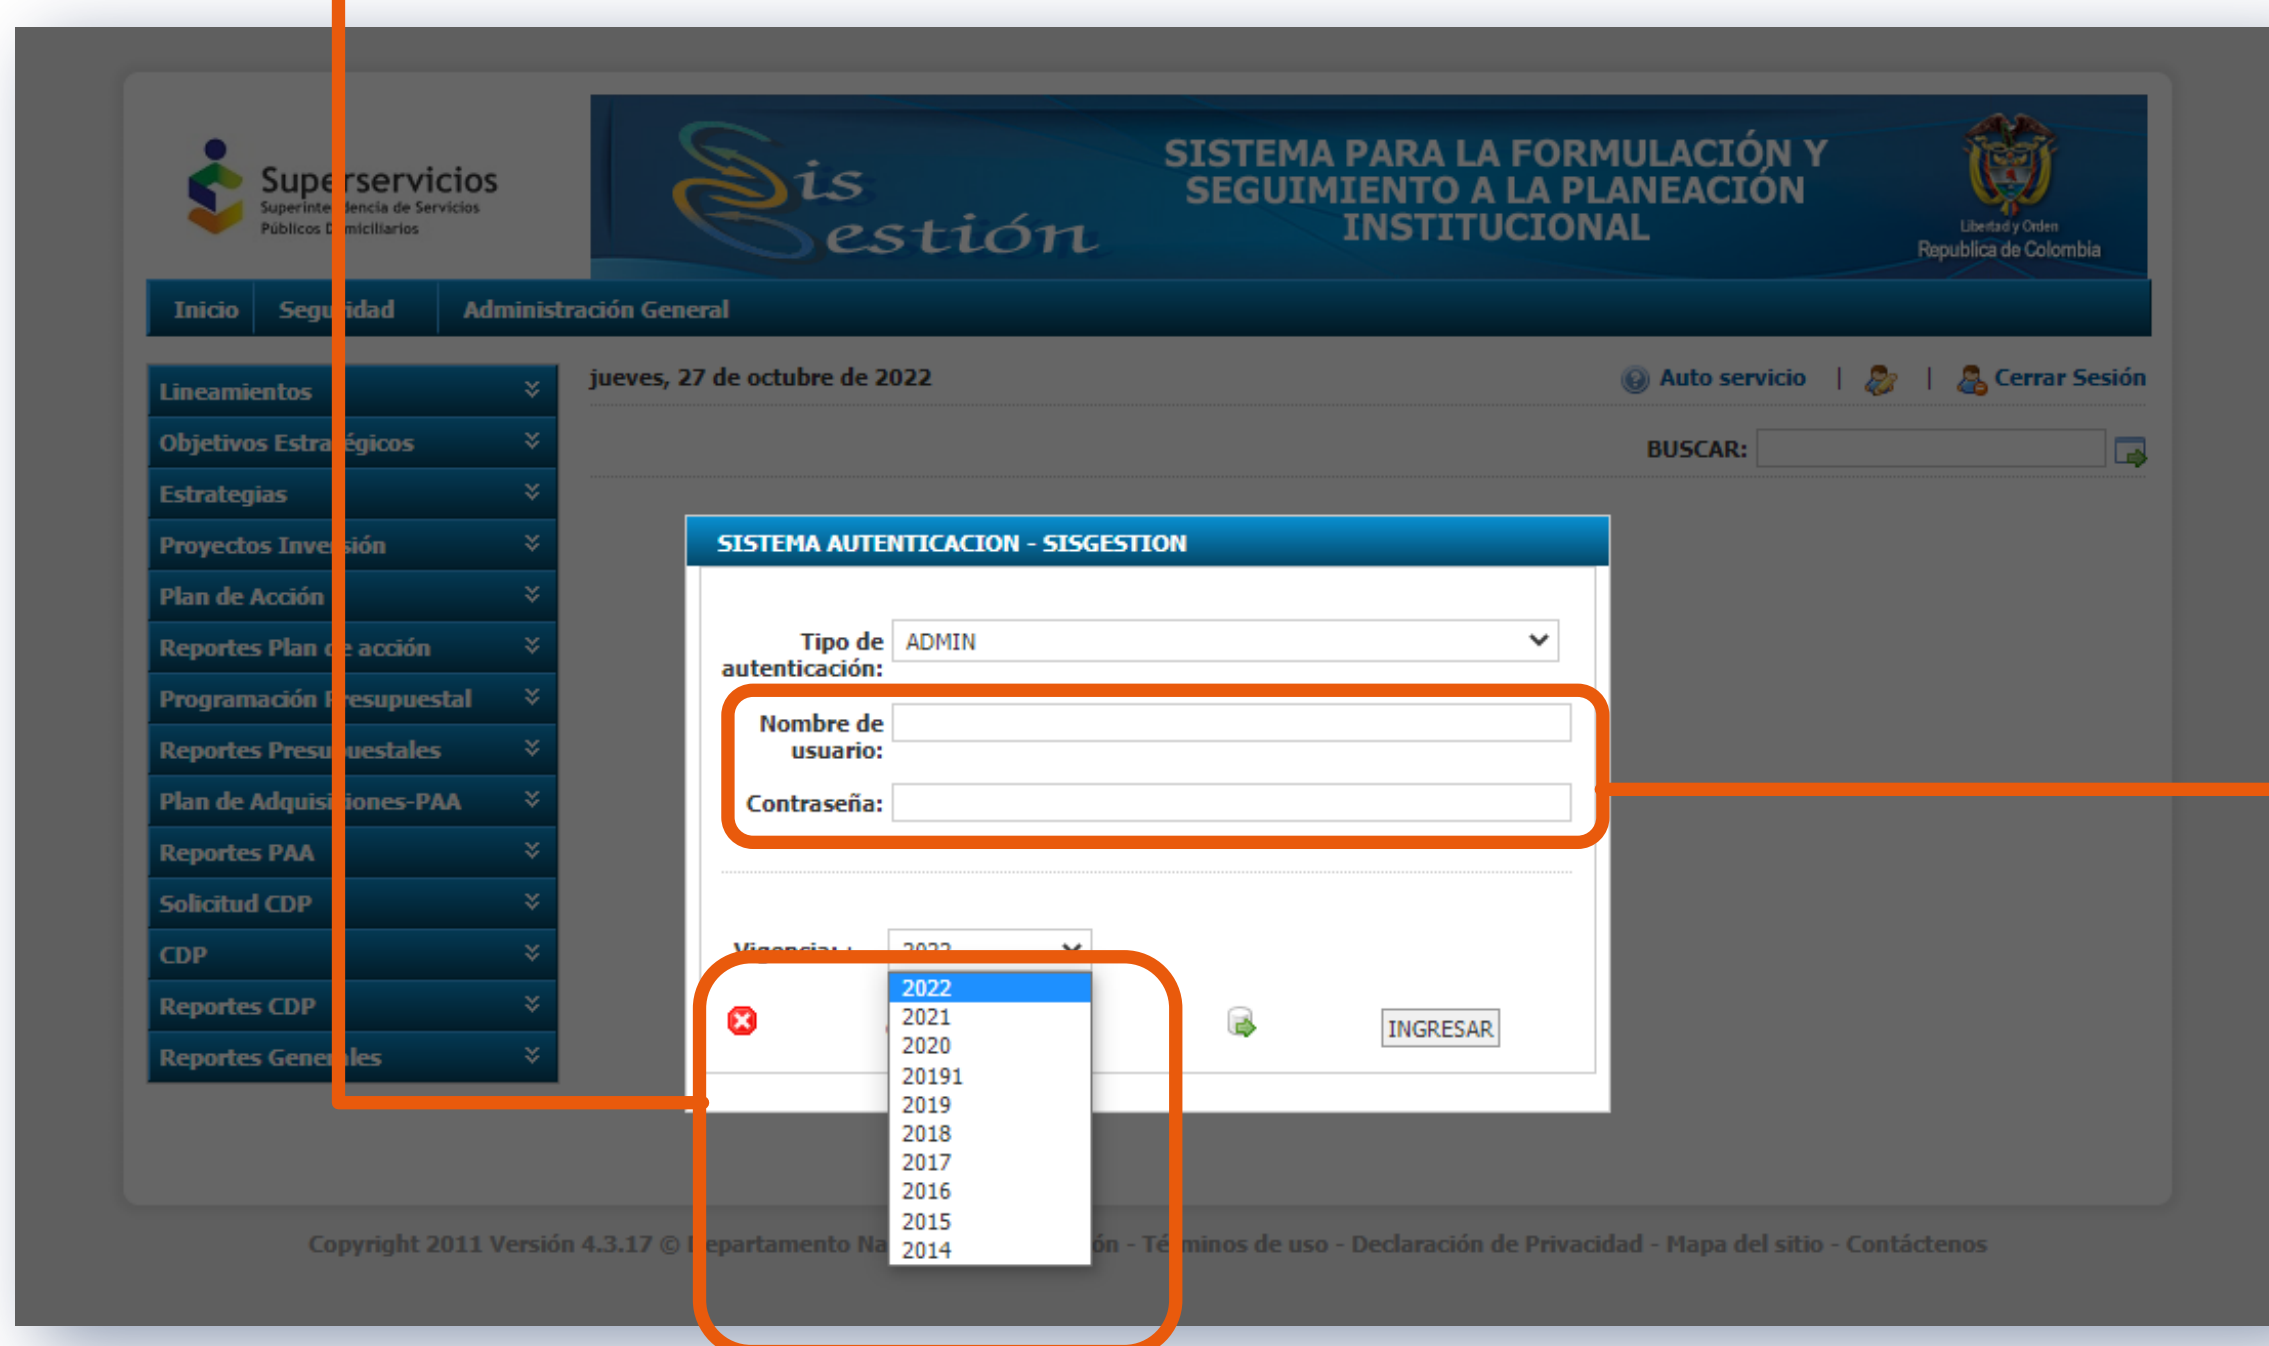 Superservicios
Superintendencia de Servicios
Públicos Domiciliarios
Sis
Gestión
SISTEMA PARA LA FORMULACIÓN Y
SEGUIMIENTO A LA PLANEACIÓN
INSTITUCIONAL
Libertad y Orden
Republica de Colombia
Inicio Seguridad Administración General
jueves, 27 de octubre de 2022
Auto servicio | | Cerrar Sesión
BUSCAR:
Lineamientos
Objetivos Estratégicos
Estrategias
Proyectos Inversión
Plan de Acción
Reportes Plan de acción
Programación Presupuestal
Reportes Presupuestales
Plan de Adquisiciones-PAA
Reportes PAA
Solicitud CDP
CDP
Reportes CDP
Reportes Generales
SISTEMA AUTENTICACION - SISGESTION
Tipo de
autenticación:
ADMIN
Nombre de
usuario:
Contraseña:
Vigencia: : 2022
2022
2021
2020
20191
2019
2018
2017
2016
2015
2014
INGRESAR
Copyright 2011 Versión 4.3.17 © Departamento - Términos de uso - Declaración de Privacidad - Mapa del sitio - Contáctenos